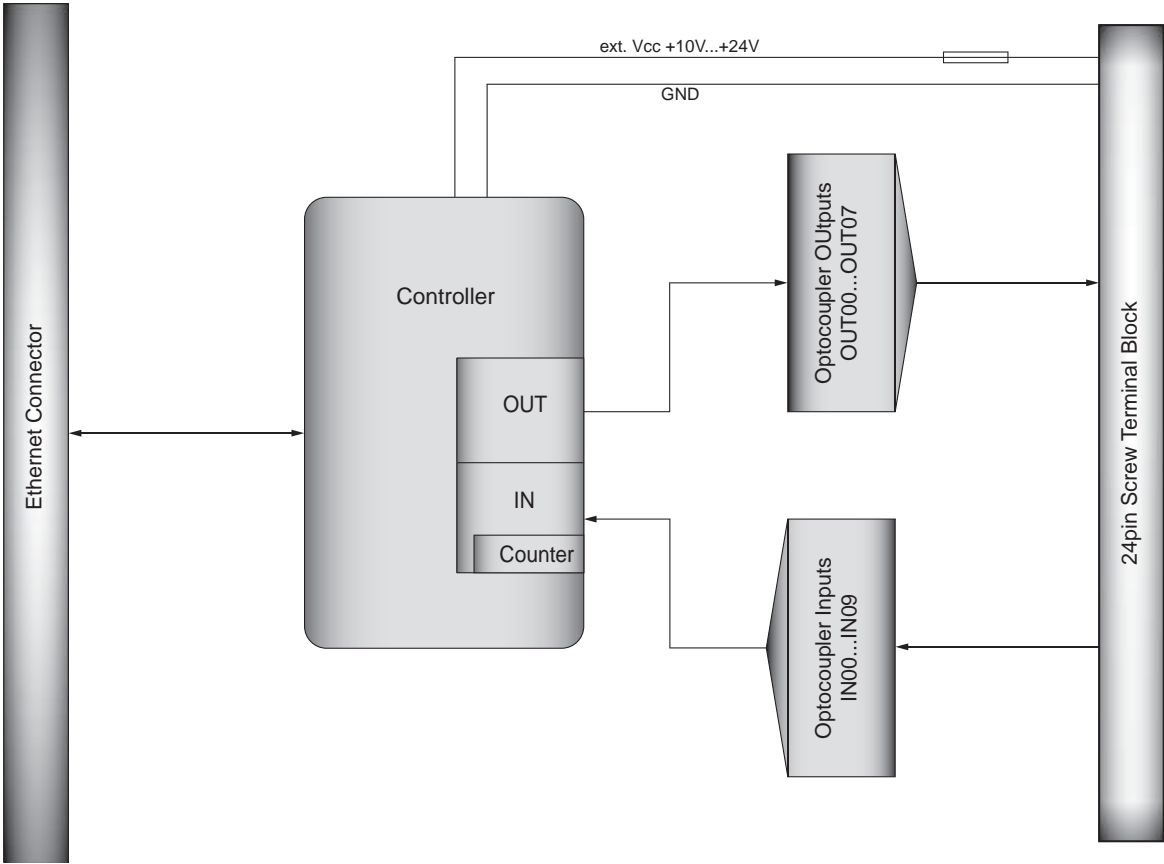 ext. Vcc +10V...+24V
GND
Controller
OUT
IN
Counter
Ethernet Connector
Optocoupler OUtputs
OUT00...OUT07
Optocoupler Inputs
IN00...IN09
24pin Screw Terminal Block